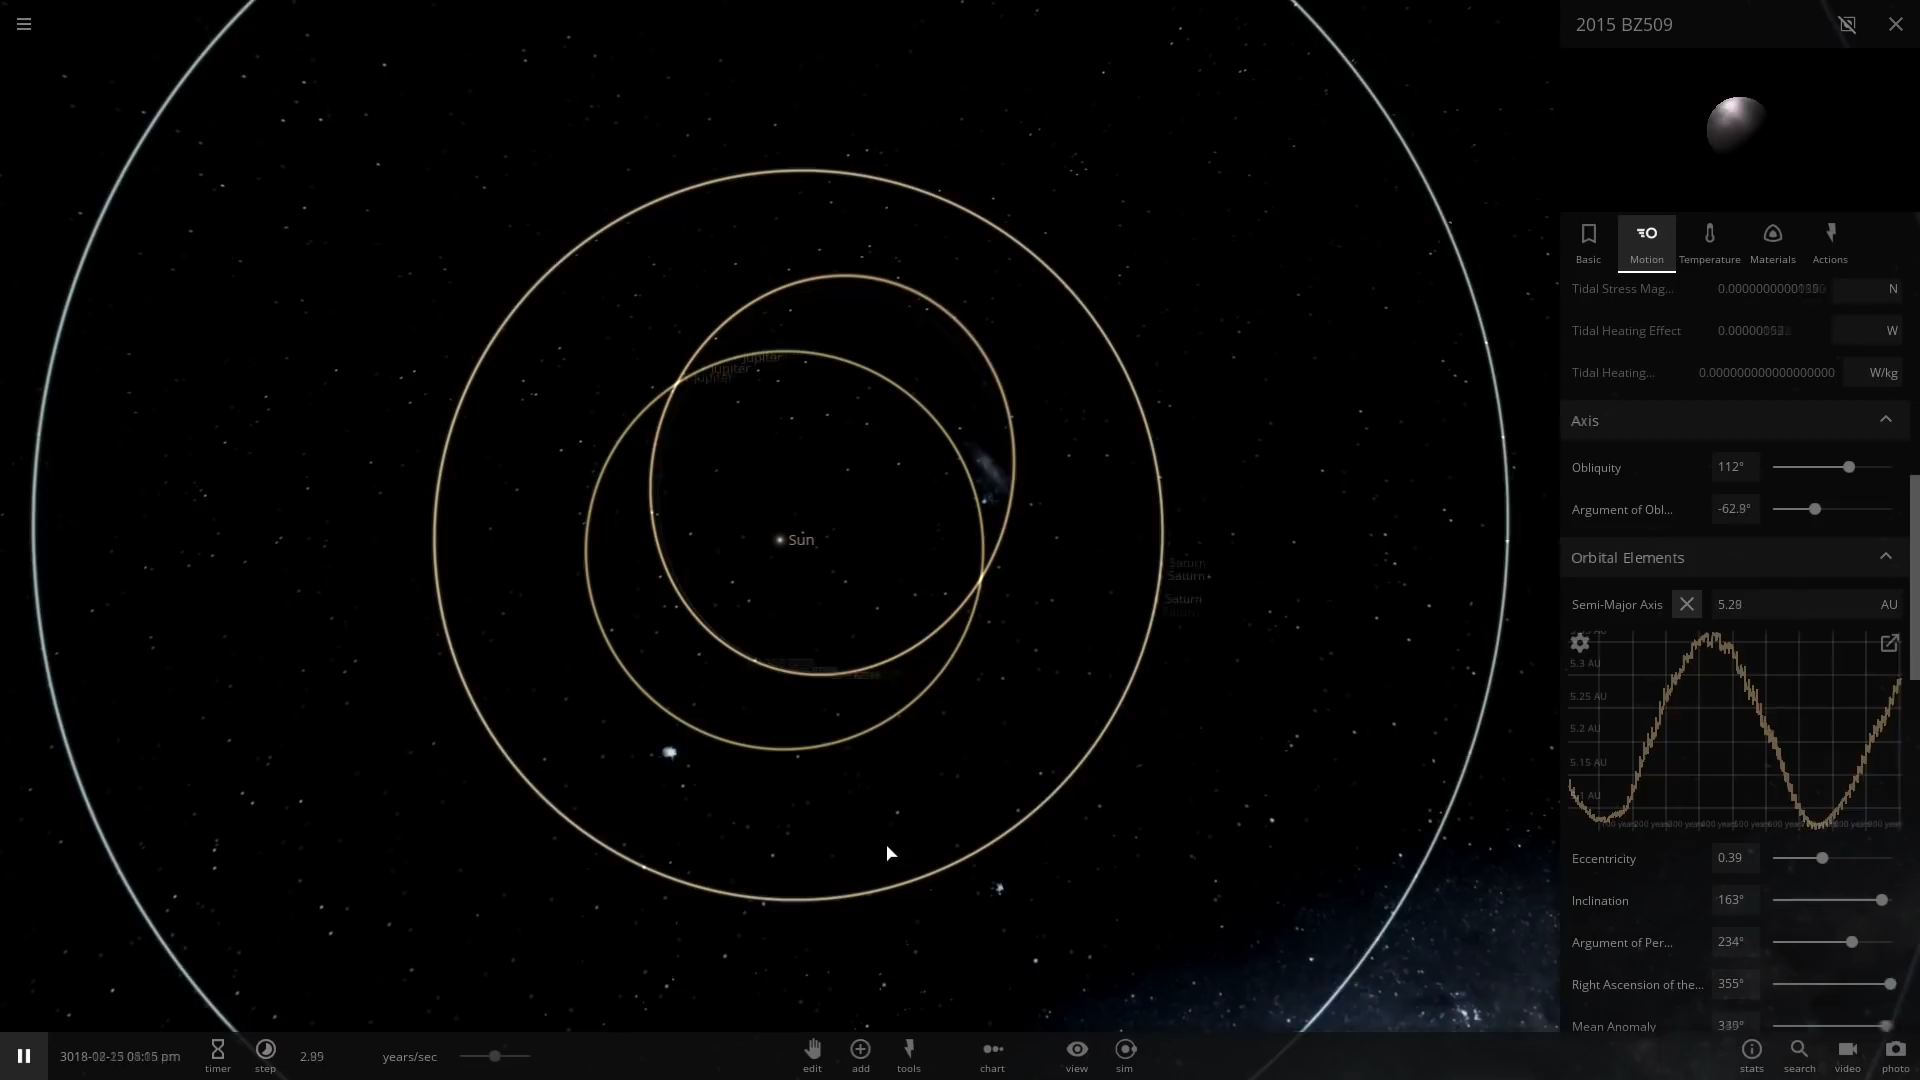 2015 BZ509
Basic
Motion
Temperature
Materials
Actions
Tidal Stress Mag...
N
Tidal Heating Effect
W
Tidal Heating... 0.000000000000000000 W/kg
Axis
Obliquity 112°
Argument of Obl... -62.9°
Orbital Elements
Semi-Major Axis 5.28 AU
5.3 AU
5.25 AU
5.2 AU
5.15 AU
Eccentricity 0.39
Inclination 163°
Argument of Per... 234°
Right Ascension of the... 355°
Mean Anomaly
Jupiter
Jupiter
Jupiter
Sun
Saturn
Saturn
Saturn
timer
step
years/sec
edit
add
tools
chart
view
sim
stats
search
video
photo